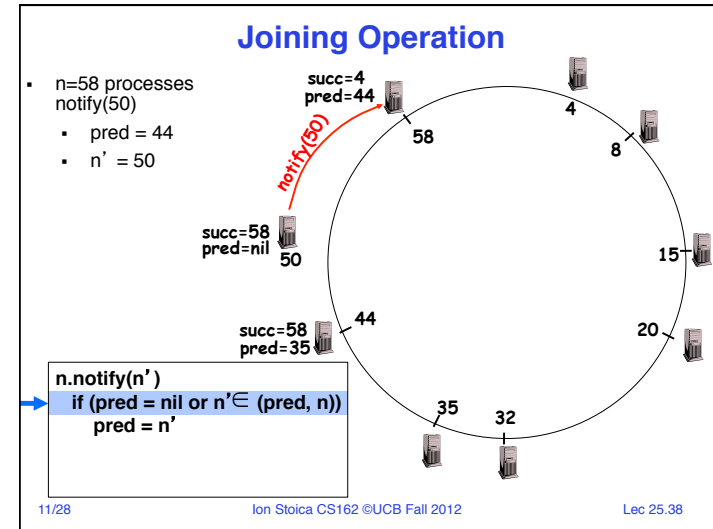 Joining Operation
▪ n=58 processes
notify(50)
▪ pred = 44
▪ n’ = 50
succ=4
pred=44
58
notify(50)
succ=58
pred=nil
50
4
8
15
20
32
35
44
succ=58
pred=35
n.notify(n’)
if (pred = nil or n’∈ (pred, n))
pred = n’
11/28
Ion Stoica CS162 ©UCB Fall 2012
Lec 25.38